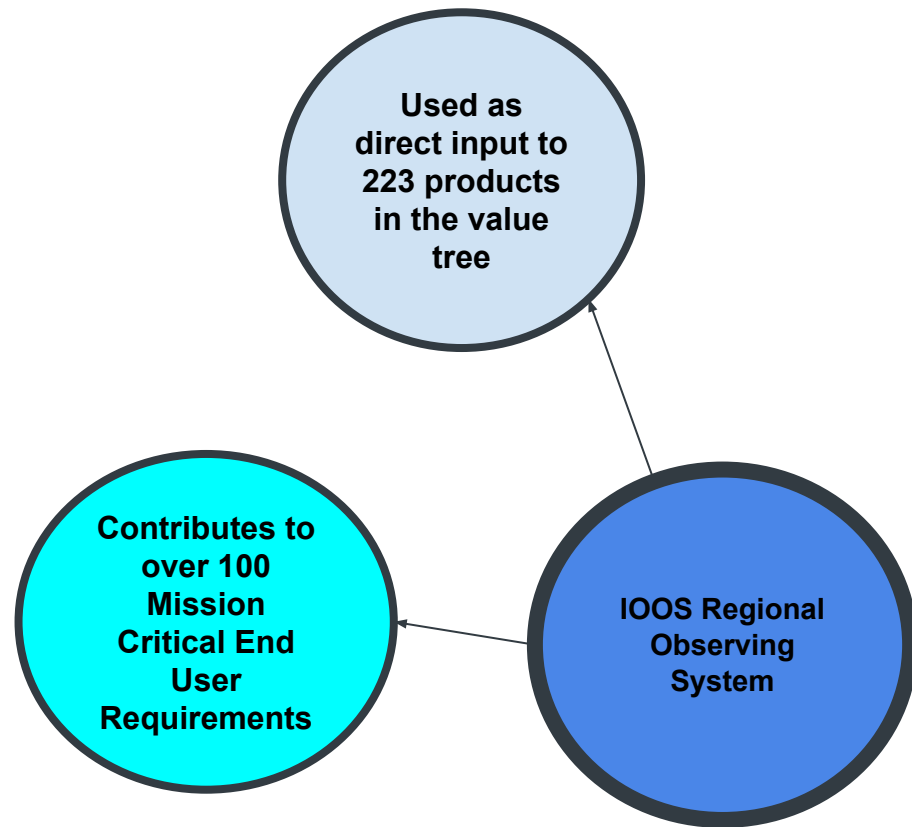 Used as
direct input to
223 products
in the value
tree
Contributes to
over 100
Mission
Critical End
User
Requirements
IOOS Regional
Observing
System